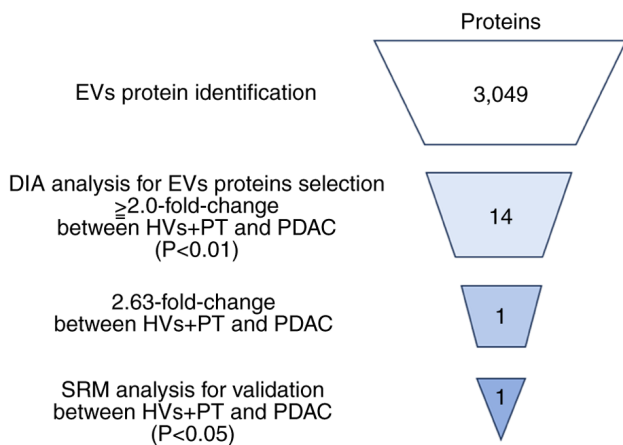 Proteins
EVs protein identification
3,049
DIA analysis for EVs proteins selection
≧2.0-fold-change
between HVs+PT and PDAC
(P<0.01)
14
2.63-fold-change
between HVs+PT and PDAC
1
SRM analysis for validation
between HVs+PT and PDAC
(P<0.05)
1